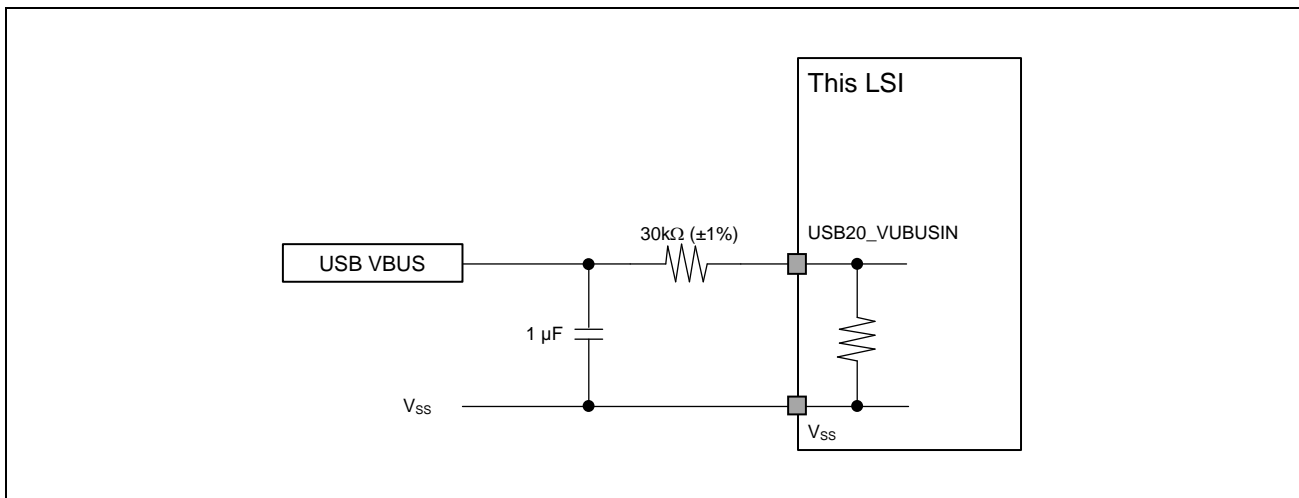 This LSI
30kΩ (±1%)
USB20_VUBUSIN
USB VBUS
1 µF
VSS
VSS